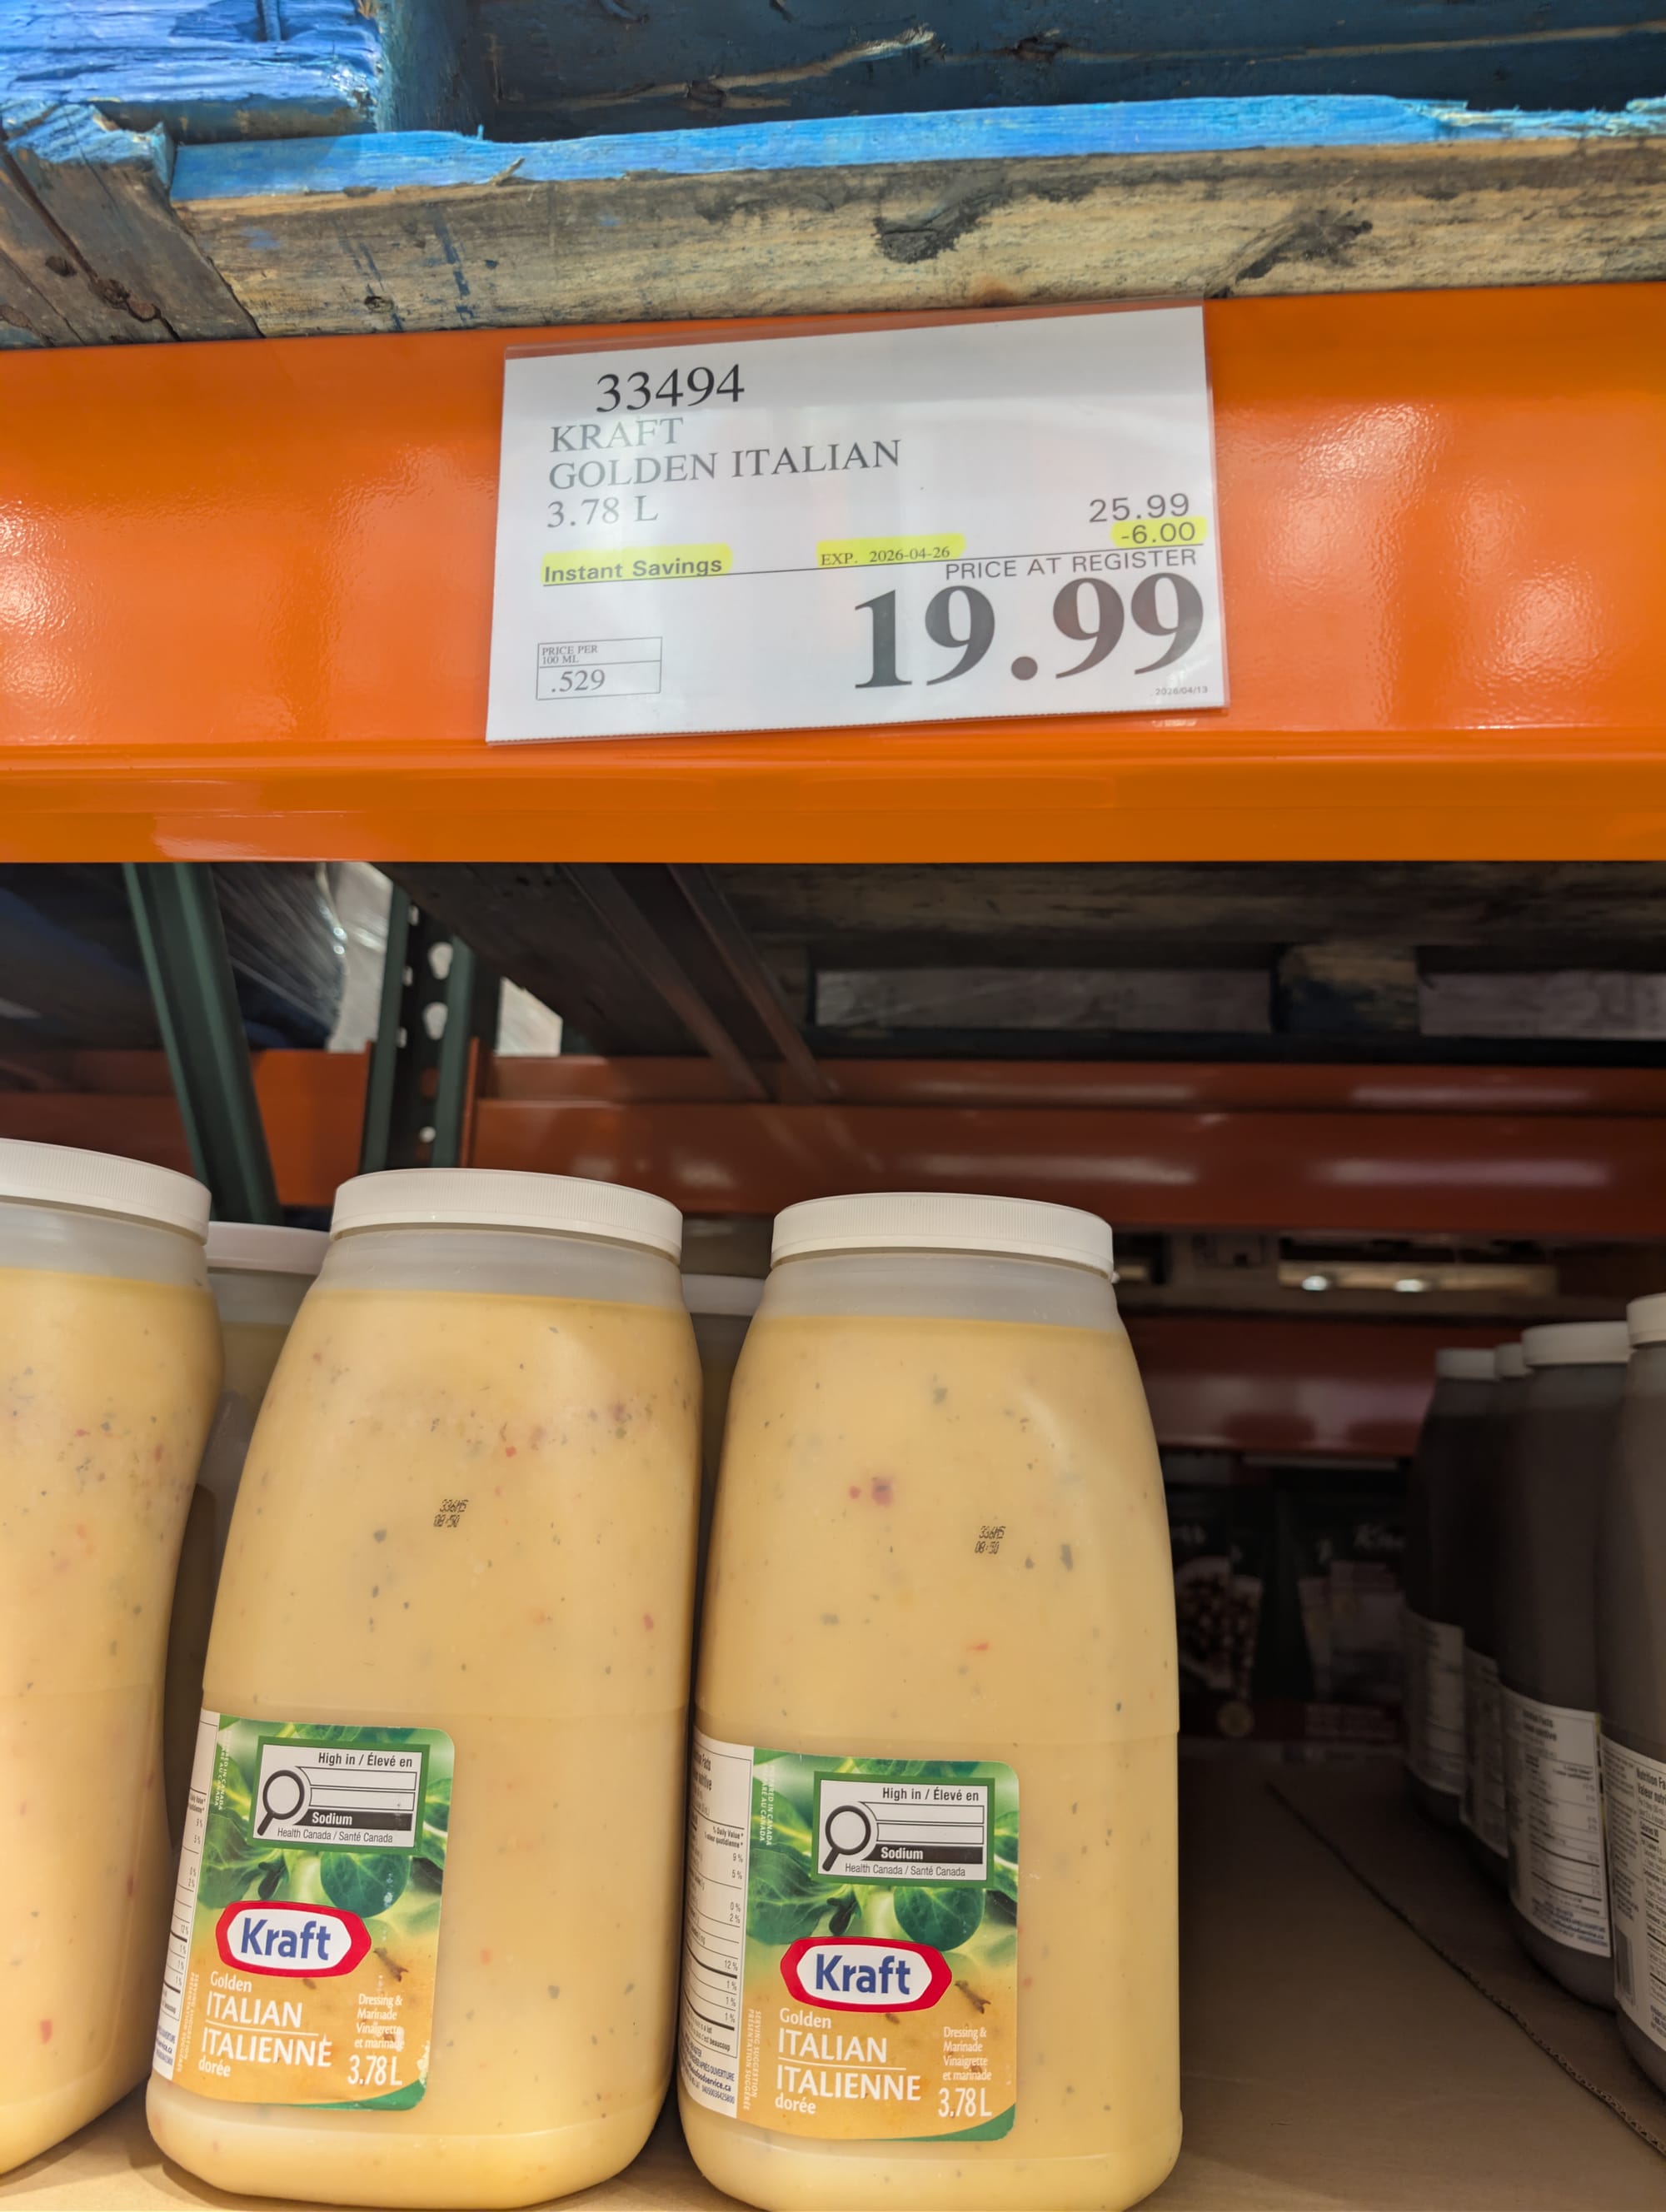 33494
KRAFT
GOLDEN ITALIAN
3.78 L
25.99
-6.00
Instant Savings
EXP. 2026-04-26
PRICE AT REGISTER
19.99
PRICE PER
100 ML
.529
2026/04/13
High in / Élevé en
Sodium
Health Canada / Santé Canada
Kraft
Golden
ITALIAN
ITALIENNE
dorée
Dressing &
Marinade
Vinaigrette
et marinade
3.78 L
High in / Élevé en
Sodium
Health Canada / Santé Canada
Kraft
Golden
ITALIAN
ITALIENNE
dorée
Dressing &
Marinade
Vinaigrette
et marinade
3.78 L